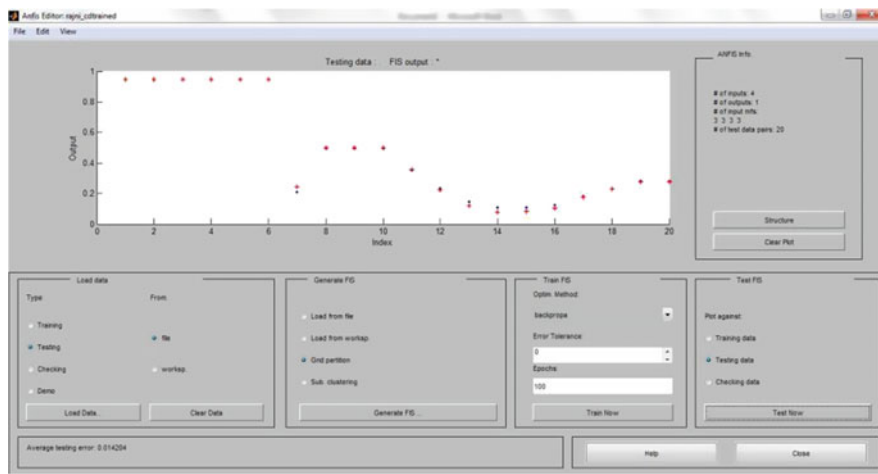 Anfis Editor: rajni_cdtrained
File Edit View
Testing data : . FIS output : *
1
0.8
0.6
0.4
0.2
0
Output
0 2 4 6 8 10 12 14 16 18 20
Index
ANFIS Info.
# of inputs: 4
# of outputs: 1
# of input mfs:
3 3 3 3
# of test data pairs: 20
Structure
Clear Plot
Load data
Type:
From:
Training
Testing
Checking
Demo
file
worksp.
Load Data...
Clear Data
Generate FIS
Load from file
Load from worksp.
Grid partition
Sub. clustering
Generate FIS ...
Train FIS
Optim. Method:
backpropa
Error Tolerance:
0
Epochs:
100
Train Now
Test FIS
Plot against:
Training data
Testing data
Checking data
Test Now
Average testing error: 0.014204
Help
Close